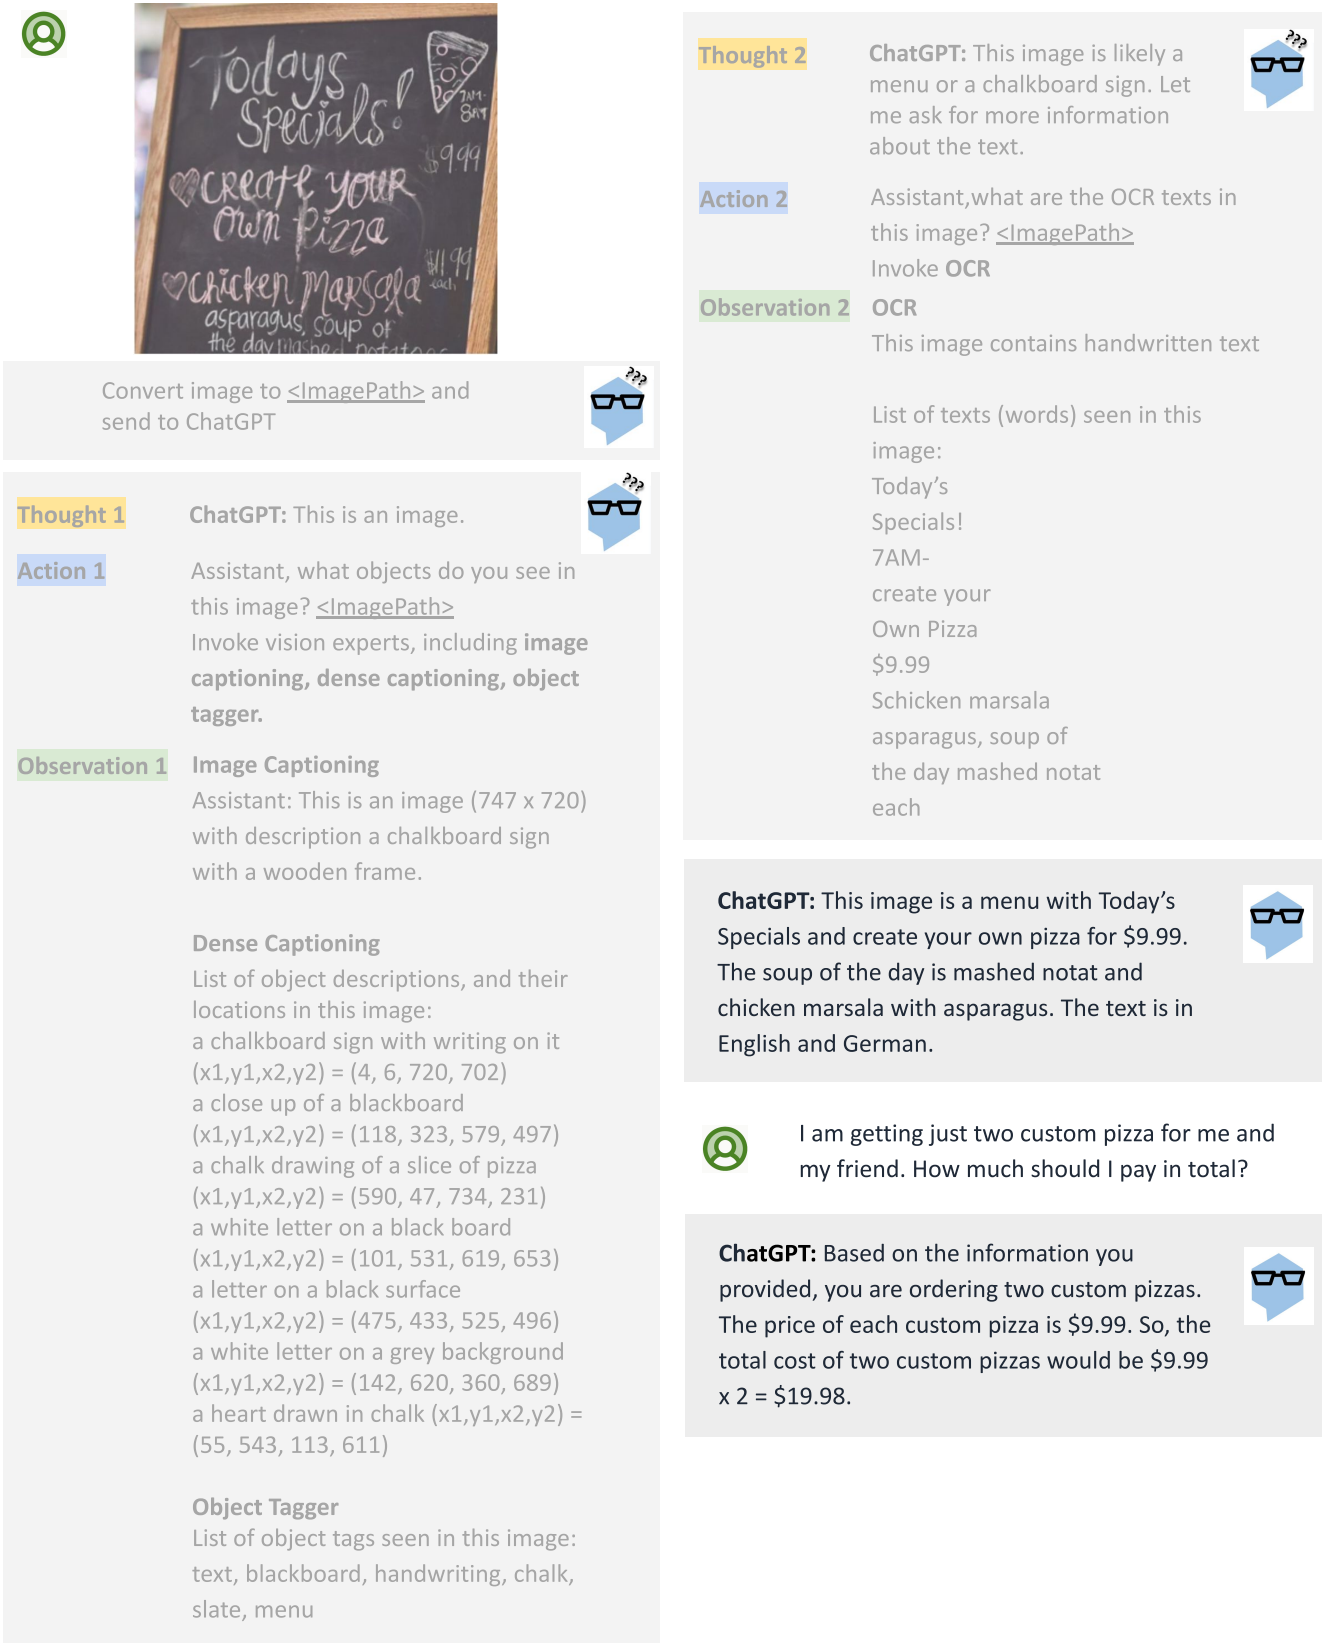 Todays
Specials!
7AM-
8PM
$9.99
CREATE YOUR
OWN PIZZA
$11.99
each
Chicken MARSala
asparagus, soup of
the day mashed potatoes
Convert image to <ImagePath> and
send to ChatGPT
???
Thought 1
ChatGPT: This is an image.
???
Action 1
Assistant, what objects do you see in
this image? <ImagePath>
Invoke vision experts, including image
captioning, dense captioning, object
tagger.
Observation 1
Image Captioning
Assistant: This is an image (747 x 720)
with description a chalkboard sign
with a wooden frame.
Dense Captioning
List of object descriptions, and their
locations in this image:
a chalkboard sign with writing on it
(x1,y1,x2,y2) = (4, 6, 720, 702)
a close up of a blackboard
(x1,y1,x2,y2) = (118, 323, 579, 497)
a chalk drawing of a slice of pizza
(x1,y1,x2,y2) = (590, 47, 734, 231)
a white letter on a black board
(x1,y1,x2,y2) = (101, 531, 619, 653)
a letter on a black surface
(x1,y1,x2,y2) = (475, 433, 525, 496)
a white letter on a grey background
(x1,y1,x2,y2) = (142, 620, 360, 689)
a heart drawn in chalk (x1,y1,x2,y2) =
(55, 543, 113, 611)
Object Tagger
List of object tags seen in this image:
text, blackboard, handwriting, chalk,
slate, menu
Thought 2
ChatGPT: This image is likely a
menu or a chalkboard sign. Let
me ask for more information
about the text.
???
Action 2
Assistant,what are the OCR texts in
this image? <ImagePath>
Invoke OCR
Observation 2
OCR
This image contains handwritten text
List of texts (words) seen in this
image:
Today’s
Specials!
7AM-
create your
Own Pizza
$9.99
Schicken marsala
asparagus, soup of
the day mashed notat
each
ChatGPT: This image is a menu with Today’s
Specials and create your own pizza for $9.99.
The soup of the day is mashed notat and
chicken marsala with asparagus. The text is in
English and German.
I am getting just two custom pizza for me and
my friend. How much should I pay in total?
ChatGPT: Based on the information you
provided, you are ordering two custom pizzas.
The price of each custom pizza is $9.99. So, the
total cost of two custom pizzas would be $9.99
x 2 = $19.98.